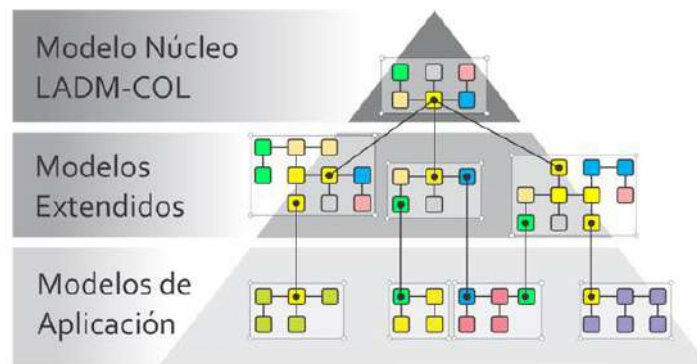 Modelo Núcleo
LADM-COL
Modelos
Extendidos
Modelos de
Aplicación